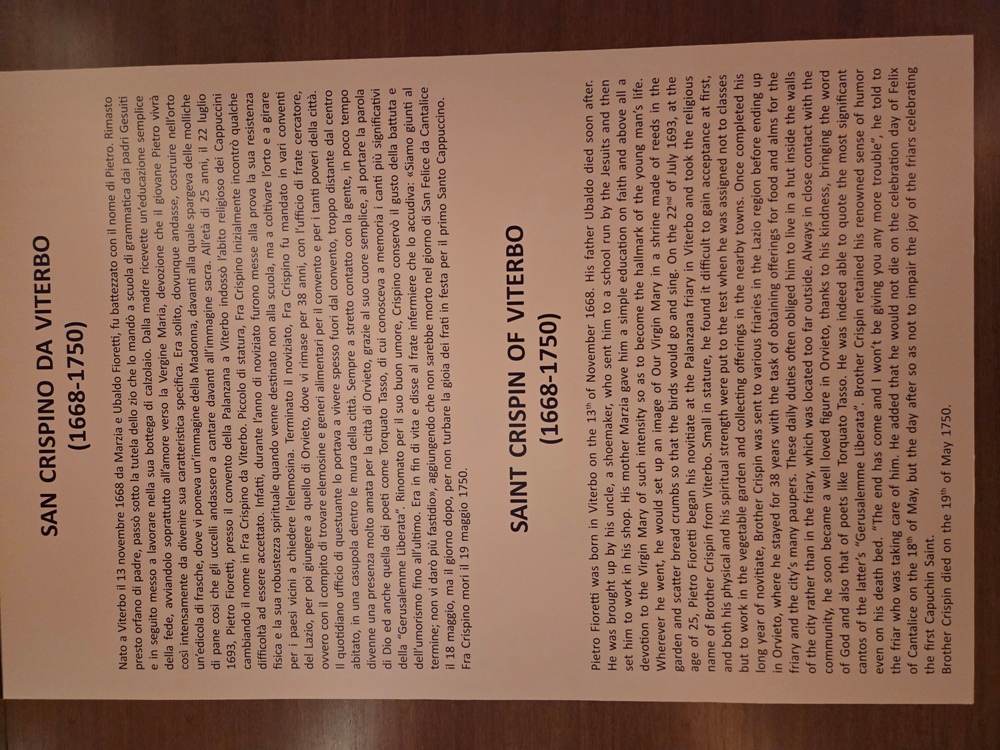 SAN CRISPINO DA VITERBO
(1668-1750)
Nato a Viterbo il 13 novembre 1668 da Marzia e Ubaldo Fioretti, fu battezzato con il nome di Pietro. Rimasto
presto orfano di padre, passò sotto la tutela dello zio che lo mandò a scuola di grammatica dai padri Gesuiti
e in seguito messo a lavorare nella sua bottega di calzolaio. Dalla madre ricevette un'educazione semplice
della fede, avviandolo soprattutto all'amore verso la Vergine Maria, devozione che il giovane Pietro vivrà
così intensamente da divenire sua caratteristica specifica. Era solito, dovunque andasse, costruire nell'orto
un'edicola di frasche, dove vi poneva un'immagine della Madonna, davanti alla quale spargeva delle molliche
di pane così che gli uccelli andassero a cantare davanti all'immagine sacra. All'età di 25 anni, il 22 luglio
1693, Pietro Fioretti, presso il convento della Palanzana a Viterbo indossò l'abito religioso dei Cappuccini
cambiando il nome in Fra Crispino da Viterbo. Piccolo di statura, Fra Crispino inizialmente incontrò qualche
difficoltà ad essere accettato. Infatti, durante l'anno di noviziato furono messe alla prova la sua resistenza
fisica e la sua robustezza spirituale quando venne destinato non alla scuola, ma a coltivare l'orto e a girare
per i paesi vicini a chiedere l'elemosina. Terminato il noviziato, Fra Crispino fu mandato in vari conventi
del Lazio, per poi giungere a quello di Orvieto, dove vi rimase per 38 anni, con l'ufficio di frate cercatore,
ovvero con il compito di trovare elemosine e generi alimentari per il convento e per i tanti poveri della città.
Il quotidiano ufficio di questuante lo portava a vivere spesso fuori dal convento, troppo distante dal centro
abitato, in una casupola dentro le mura della città. Sempre a stretto contatto con la gente, in poco tempo
divenne una presenza molto amata per la città di Orvieto, grazie al suo cuore semplice, al portare la parola
di Dio ed anche quella dei poeti come Torquato Tasso, di cui conosceva a memoria i canti più significativi
della "Gerusalemme Liberata". Rinomato per il suo buon umore, Crispino conservò il gusto della battuta e
dell'umorismo fino all'ultimo. Era in fin di vita e disse al frate infermiere che lo accudiva: «Siamo giunti al
termine; non vi darò più fastidio», aggiungendo che non sarebbe morto nel giorno di San Felice da Cantalice
il 18 maggio, ma il giorno dopo, per non turbare la gioia dei frati in festa per il primo Santo Cappuccino.
Fra Crispino morì il 19 maggio 1750.
SAINT CRISPIN OF VITERBO
(1668-1750)
Pietro Fioretti was born in Viterbo on the 13th of November 1668. His father Ubaldo died soon after.
He was brought up by his uncle, a shoemaker, who sent him to a school run by the Jesuits and then
set him to work in his shop. His mother Marzia gave him a simple education on faith and above all a
devotion to the Virgin Mary of such intensity so as to become the hallmark of the young man's life.
Wherever he went, he would set up an image of Our Virgin Mary in a shrine made of reeds in the
garden and scatter bread crumbs so that the birds would go and sing. On the 22nd of July 1693, at the
age of 25, Pietro Fioretti began his novitiate at the Palanzana friary in Viterbo and took the religious
name of Brother Crispin from Viterbo. Small in stature, he found it difficult to gain acceptance at first,
and both his physical and his spiritual strength were put to the test when he was assigned not to classes
but to work in the vegetable garden and collecting offerings in the nearby towns. Once completed his
long year of novitiate, Brother Crispin was sent to various friaries in the Lazio region before ending up
in Orvieto, where he stayed for 38 years with the task of obtaining offerings for food and alms for the
friary and the city's many paupers. These daily duties often obliged him to live in a hut inside the walls
of the city rather than in the friary which was located too far outside. Always in close contact with the
community, he soon became a well loved figure in Orvieto, thanks to his kindness, bringing the word
of God and also that of poets like Torquato Tasso. He was indeed able to quote the most significant
cantos of the latter's "Gerusalemme Liberata". Brother Crispin retained his renowned sense of humor
even on his death bed. "The end has come and I won't be giving you any more trouble", he told to
the friar who was taking care of him. He added that he would not die on the celebration day of Felix
of Cantalice on the 18th of May, but the day after so as not to impair the joy of the friars celebrating
the first Capuchin Saint.
Brother Crispin died on the 19th of May 1750.